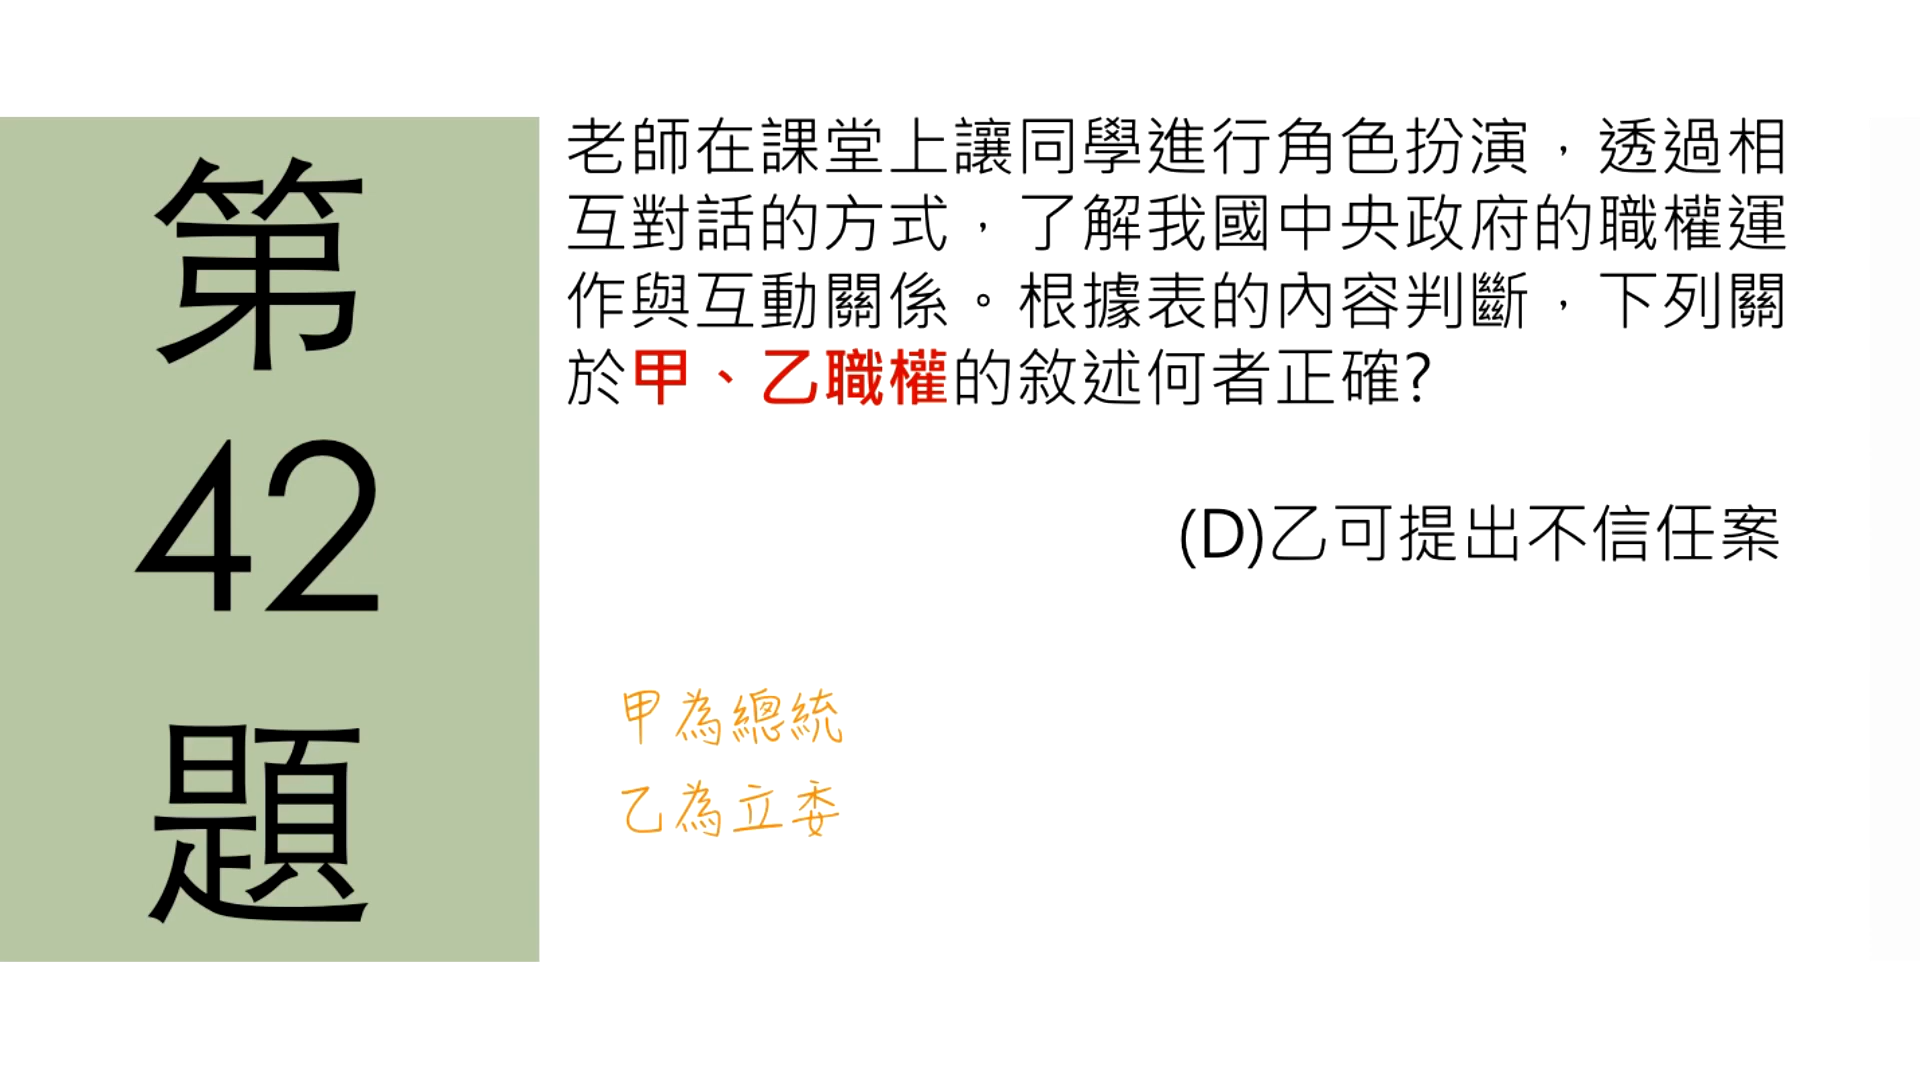 第
42
題
老師在課堂上讓同學進行角色扮演，透過相
互對話的方式，了解我國中央政府的職權運
作與互動關係。根據表的內容判斷，下列關
於甲、乙職權的敘述何者正確?
(D)乙可提出不信任案
甲為總統
乙為立委